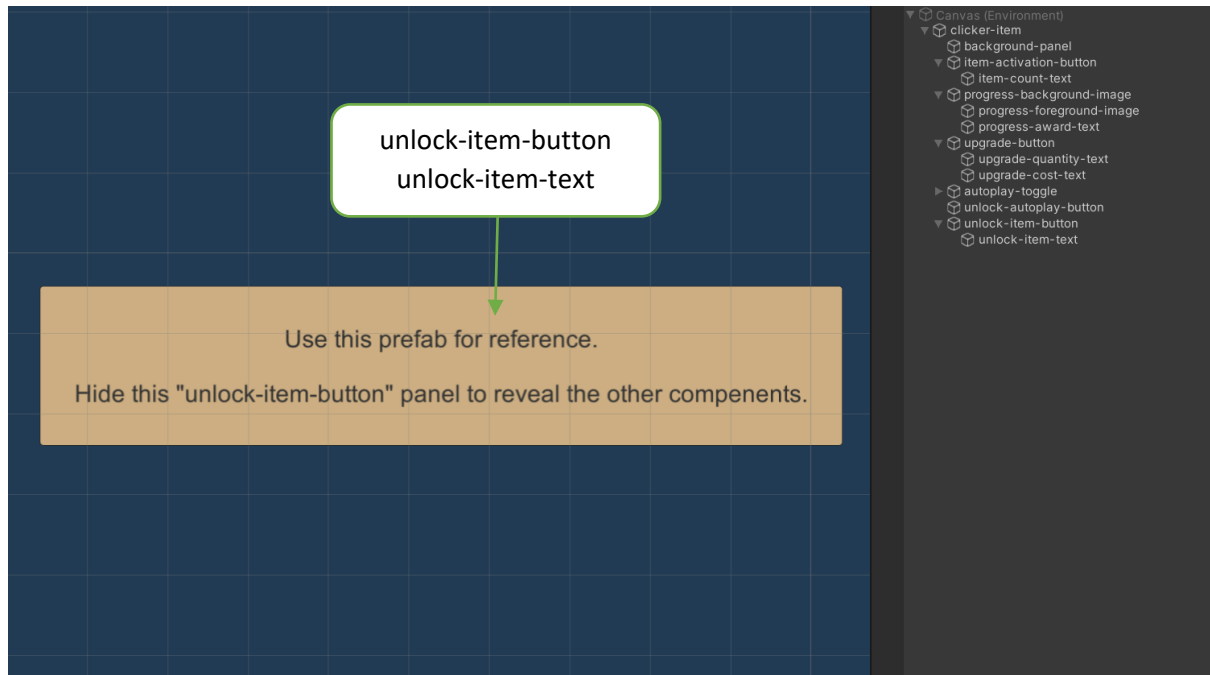 unlock-item-button
unlock-item-text
Use this prefab for reference.
Hide this "unlock-item-button" panel to reveal the other compenents.
Canvas (Environment)
clicker-item
background-panel
item-activation-button
item-count-text
progress-background-image
progress-foreground-image
progress-award-text
upgrade-button
upgrade-quantity-text
upgrade-cost-text
autoplay-toggle
unlock-autoplay-button
unlock-item-button
unlock-item-text